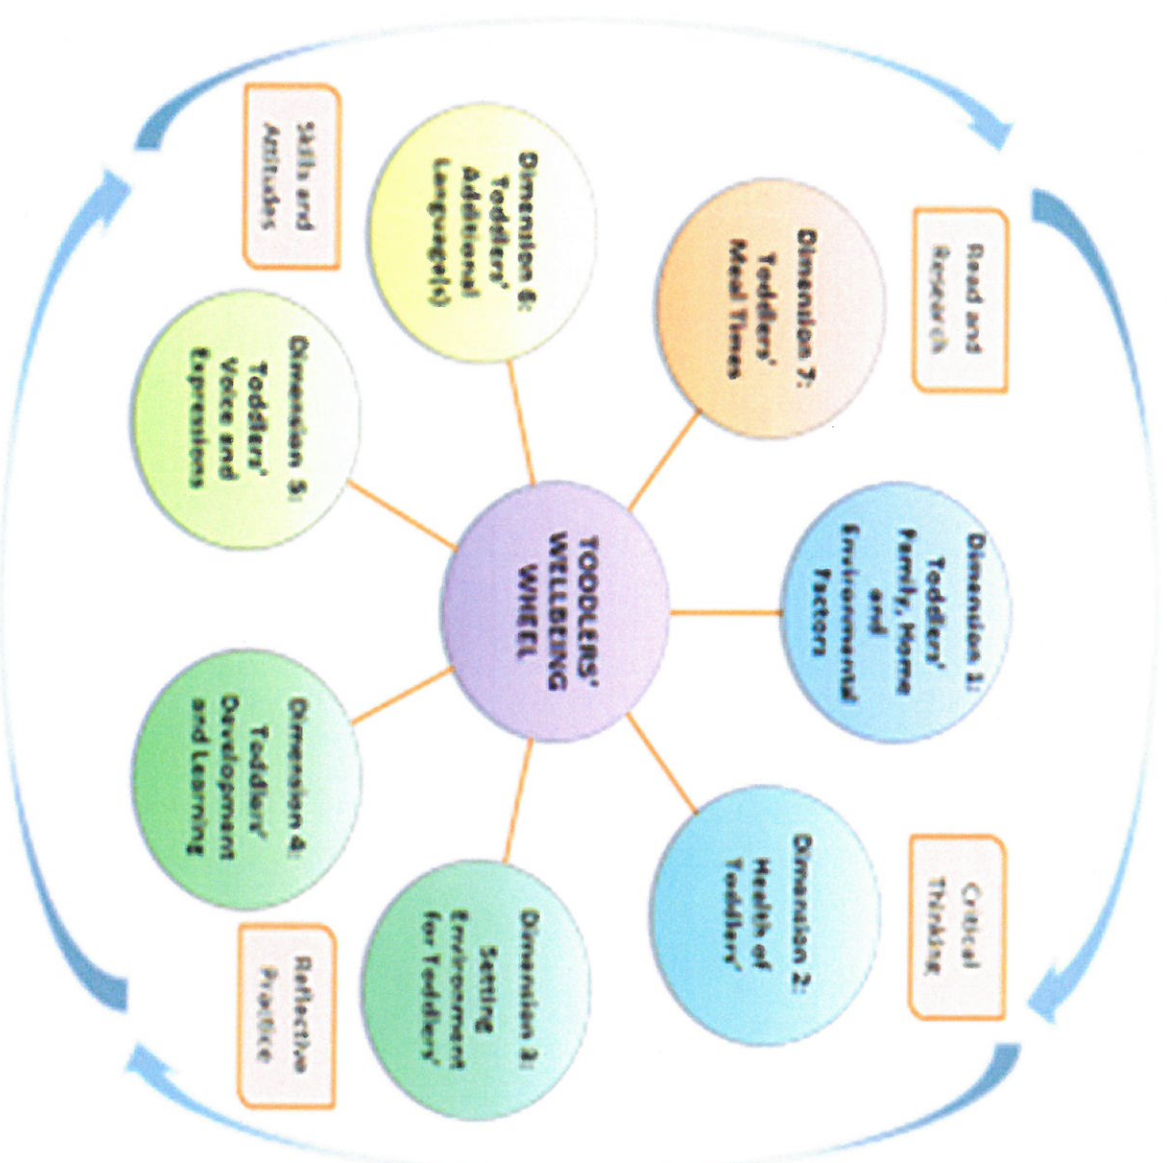 Read and
Research
Critical
Thinking
Dimension 1:
Toddlers'
Family, Home
and
Environmental
Factors
Dimension 7:
Toddlers'
Meal Times
Dimension 2:
Health of
Toddlers'
TODDLERS'
WELLBEING
WHEEL
Dimension 6:
Toddlers'
Additional
Language(s)
Dimension 3:
Setting
Environment
for Toddlers'
Dimension 5:
Toddlers'
Voice and
Expressions
Dimension 4:
Toddlers'
Development
and Learning
Skills and
Attitudes
Reflective
Practice